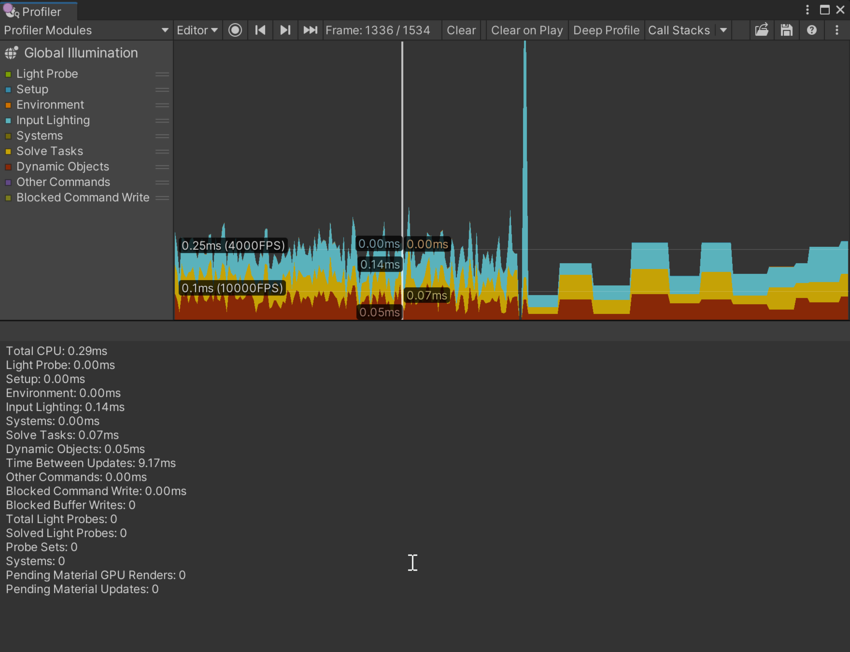 Profiler
Profiler Modules Editor Frame: 1336 / 1534 Clear Clear on Play Deep Profile Call Stacks
Global Illumination
Light Probe
Setup
Environment
Input Lighting
Systems
Solve Tasks
Dynamic Objects
Other Commands
Blocked Command Write
0.25ms (4000FPS)
0.00ms 0.00ms
0.14ms
0.1ms (10000FPS)
0.07ms
0.05ms
Total CPU: 0.29ms
Light Probe: 0.00ms
Setup: 0.00ms
Environment: 0.00ms
Input Lighting: 0.14ms
Systems: 0.00ms
Solve Tasks: 0.07ms
Dynamic Objects: 0.05ms
Time Between Updates: 9.17ms
Other Commands: 0.00ms
Blocked Command Write: 0.00ms
Blocked Buffer Writes: 0
Total Light Probes: 0
Solved Light Probes: 0
Probe Sets: 0
Systems: 0
Pending Material GPU Renders: 0
Pending Material Updates: 0